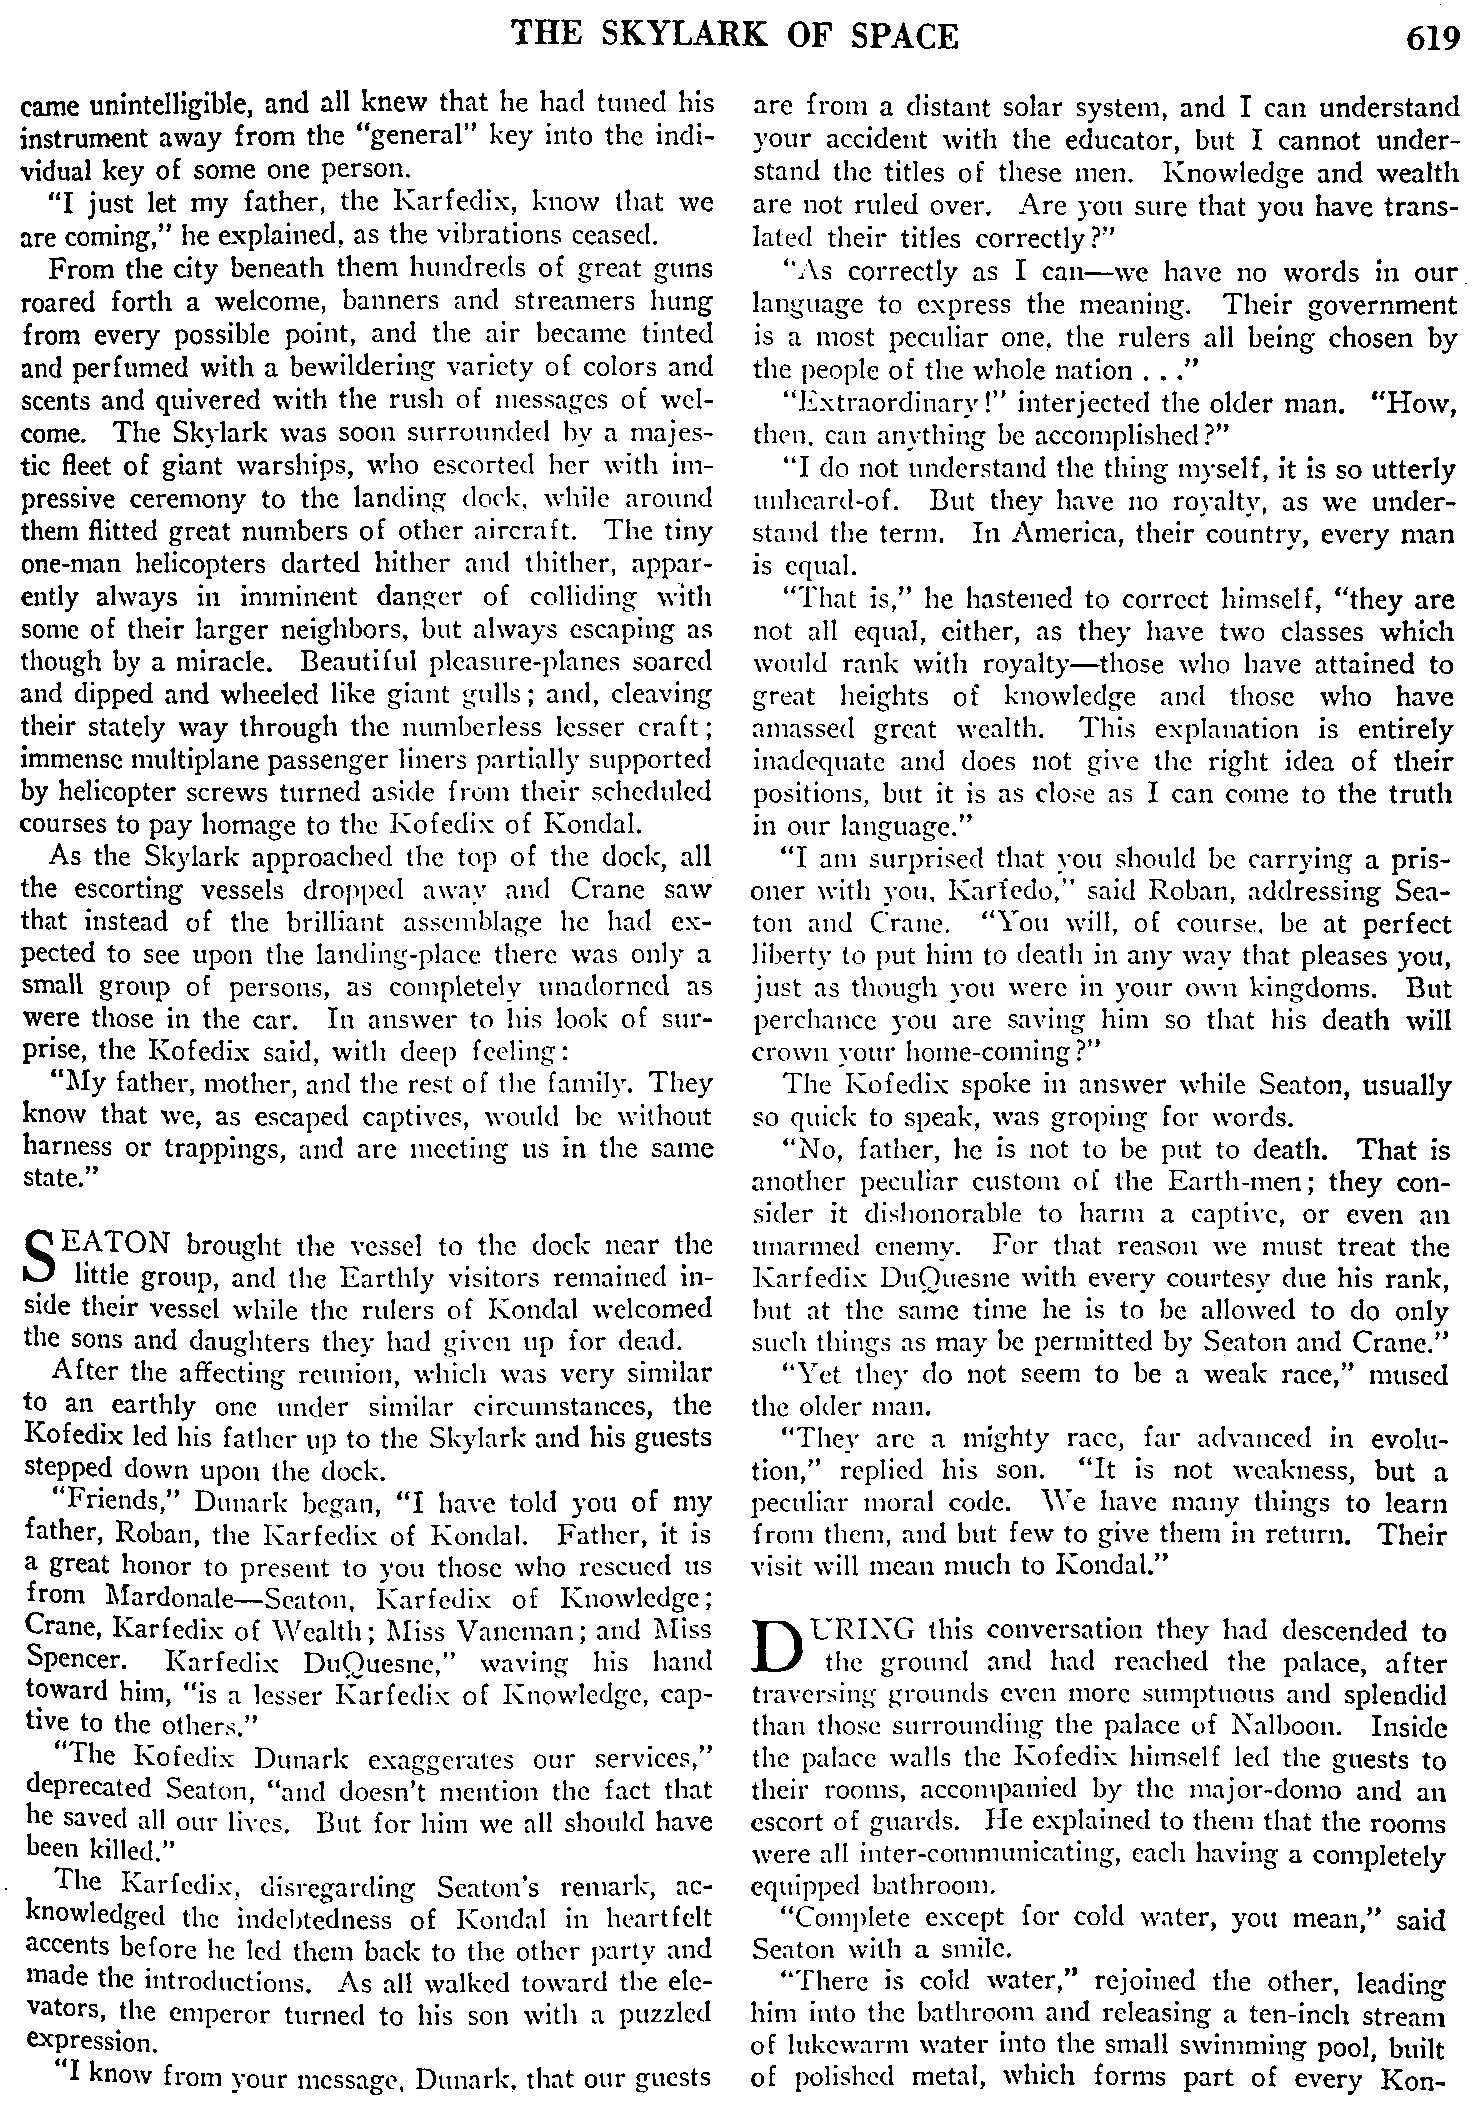 THE SKYLARK OF SPACE 619
came unintelligible, and all knew that he had tuned his
instrument away from the "general" key into the indi-
vidual key of some one person.
"I just let my father, the Karfedix, know that we
are coming," he explained, as the vibrations ceased.
From the city beneath them hundreds of great guns
roared forth a welcome, banners and streamers hung
from every possible point, and the air became tinted
and perfumed with a bewildering variety of colors and
scents and quivered with the rush of messages of wel-
come. The Skylark was soon surrounded by a majes-
tic fleet of giant warships, who escorted her with im-
pressive ceremony to the landing dock, while around
them flitted great numbers of other aircraft. The tiny
one-man helicopters darted hither and thither, appar-
ently always in imminent danger of colliding with
some of their larger neighbors, but always escaping as
though by a miracle. Beautiful pleasure-planes soared
and dipped and wheeled like giant gulls; and, cleaving
their stately way through the numberless lesser craft;
immense multiplane passenger liners partially supported
by helicopter screws turned aside from their scheduled
courses to pay homage to the Kofedix of Kondal.
As the Skylark approached the top of the dock, all
the escorting vessels dropped away and Crane saw
that instead of the brilliant assemblage he had ex-
pected to see upon the landing-place there was only a
small group of persons, as completely unadorned as
were those in the car. In answer to his look of sur-
prise, the Kofedix said, with deep feeling:
"My father, mother, and the rest of the family. They
know that we, as escaped captives, would be without
harness or trappings, and are meeting us in the same
state."
SEATON brought the vessel to the dock near the
little group, and the Earthly visitors remained in-
side their vessel while the rulers of Kondal welcomed
the sons and daughters they had given up for dead.
After the affecting reunion, which was very similar
to an earthly one under similar circumstances, the
Kofedix led his father up to the Skylark and his guests
stepped down upon the dock.
"Friends," Dunark began, "I have told you of my
father, Roban, the Karfedix of Kondal. Father, it is
a great honor to present to you those who rescued us
from Mardonale—Seaton, Karfedix of Knowledge;
Crane, Karfedix of Wealth; Miss Vaneman; and Miss
Spencer. Karfedix DuQuesne," waving his hand
toward him, "is a lesser Karfedix of Knowledge, cap-
tive to the others."
"The Kofedix Dunark exaggerates our services,"
deprecated Seaton, "and doesn't mention the fact that
he saved all our lives. But for him we all should have
been killed."
The Karfedix, disregarding Seaton's remark, ac-
knowledged the indebtedness of Kondal in heartfelt
accents before he led them back to the other party and
made the introductions. As all walked toward the ele-
vators, the emperor turned to his son with a puzzled
expression.
"I know from your message, Dunark, that our guests
are from a distant solar system, and I can understand
your accident with the educator, but I cannot under-
stand the titles of these men. Knowledge and wealth
are not ruled over. Are you sure that you have trans-
lated their titles correctly?"
"As correctly as I can—we have no words in our
language to express the meaning. Their government
is a most peculiar one, the rulers all being chosen by
the people of the whole nation . . ."
"Extraordinary!" interjected the older man. "How,
then, can anything be accomplished?"
"I do not understand the thing myself, it is so utterly
unheard-of. But they have no royalty, as we under-
stand the term. In America, their country, every man
is equal.
"That is," he hastened to correct himself, "they are
not all equal, either, as they have two classes which
would rank with royalty—those who have attained to
great heights of knowledge and those who have
amassed great wealth. This explanation is entirely
inadequate and does not give the right idea of their
positions, but it is as close as I can come to the truth
in our language."
"I am surprised that you should be carrying a pris-
oner with you, Karfedo," said Roban, addressing Sea-
ton and Crane. "You will, of course, be at perfect
liberty to put him to death in any way that pleases you,
just as though you were in your own kingdoms. But
perchance you are saving him so that his death will
crown your home-coming?"
The Kofedix spoke in answer while Seaton, usually
so quick to speak, was groping for words.
"No, father, he is not to be put to death. That is
another peculiar custom of the Earth-men; they con-
sider it dishonorable to harm a captive, or even an
unarmed enemy. For that reason we must treat the
Karfedix DuQuesne with every courtesy due his rank,
but at the same time he is to be allowed to do only
such things as may be permitted by Seaton and Crane."
"Yet they do not seem to be a weak race," mused
the older man.
"They are a mighty race, far advanced in evolu-
tion," replied his son. "It is not weakness, but a
peculiar moral code. We have many things to learn
from them, and but few to give them in return. Their
visit will mean much to Kondal."
DURING this conversation they had descended to
the ground and had reached the palace, after
traversing grounds even more sumptuous and splendid
than those surrounding the palace of Nalboon. Inside
the palace walls the Kofedix himself led the guests to
their rooms, accompanied by the major-domo and an
escort of guards. He explained to them that the rooms
were all inter-communicating, each having a completely
equipped bathroom.
"Complete except for cold water, you mean," said
Seaton with a smile.
"There is cold water," rejoined the other, leading
him into the bathroom and releasing a ten-inch stream
of lukewarm water into the small swimming pool, built
of polished metal, which forms part of every Kon-